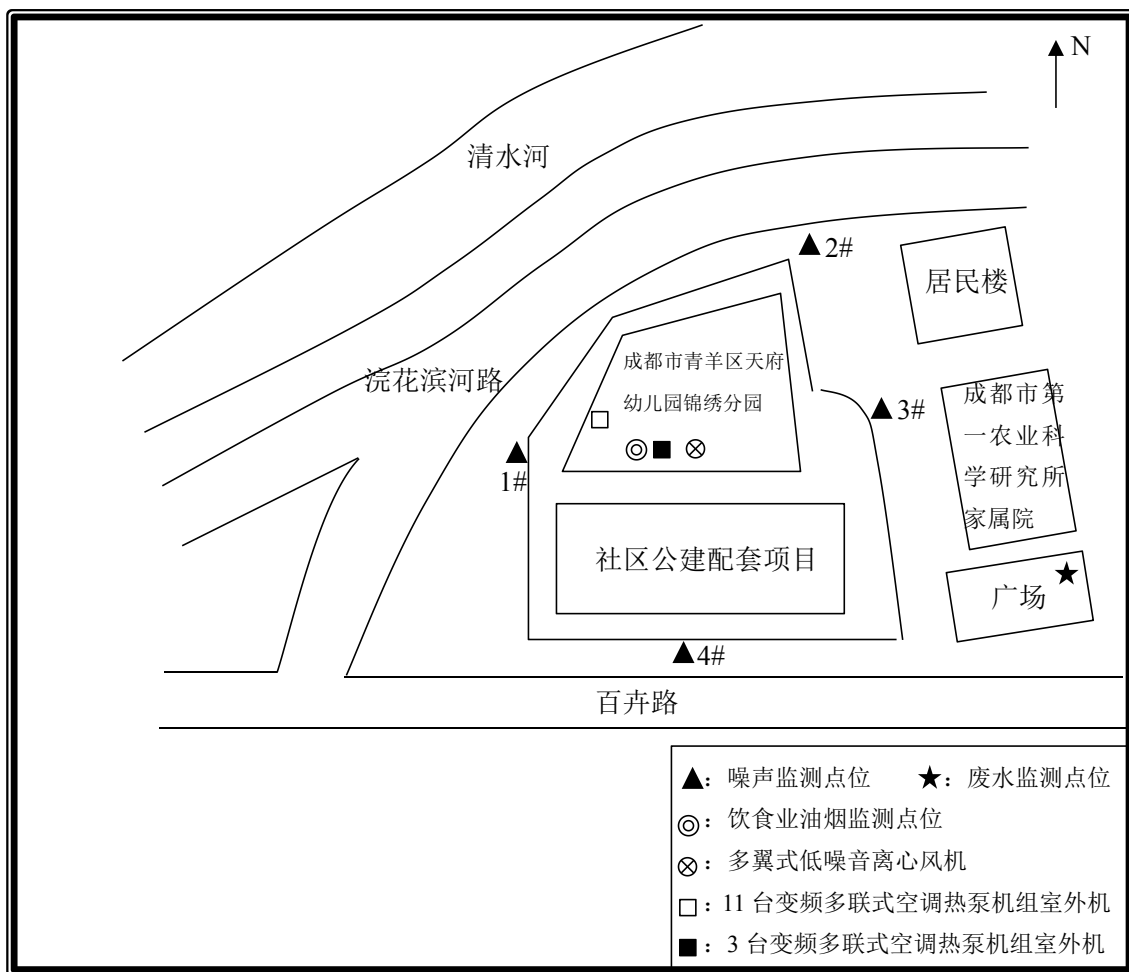 N
清水河
2#
居民楼
成都市青羊区天府
幼儿园锦绣分园
浣花滨河路
3#
成都市第
一农业科
学研究所
家属院
1#
社区公建配套项目
广场
4#
百卉路
▲：噪声监测点位 ★：废水监测点位
◎：饮食业油烟监测点位
⊗：多翼式低噪音离心风机
□：11 台变频多联式空调热泵机组室外机
■：3 台变频多联式空调热泵机组室外机